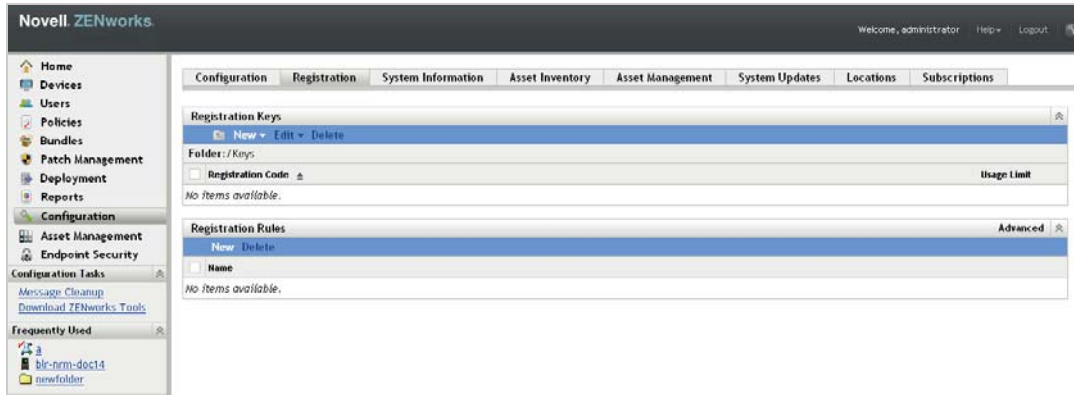 Novell. ZENworks.
Welcome, administrator Help Logout
Home
Devices
Users
Policies
Bundles
Patch Management
Deployment
Reports
Configuration
Asset Management
Endpoint Security
Configuration Tasks
Message Cleanup
Download ZENworks Tools
Frequently Used
a
blr-nrm-doc14
newfolder
Configuration Registration System Information Asset Inventory Asset Management System Updates Locations Subscriptions
Registration Keys
New Edit Delete
Folder:/Keys
Registration Code Usage Limit
No items available.
Registration Rules Advanced
New Delete
Name
No items available.